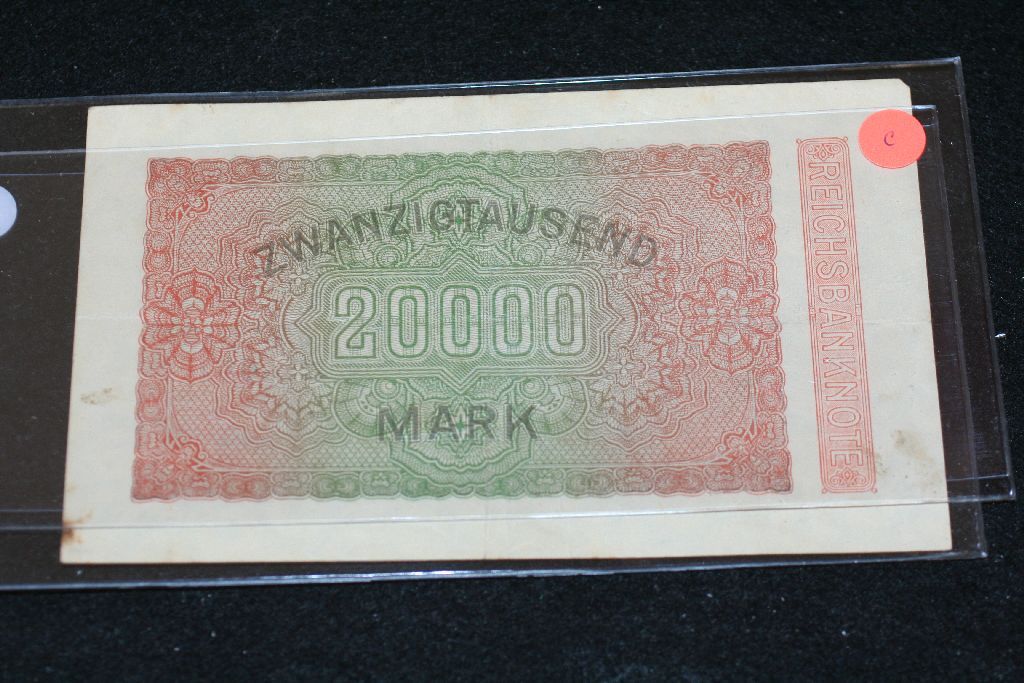 ZWANZIGTAUSEND
20000
MARK
REICHSBANKNOTE
C